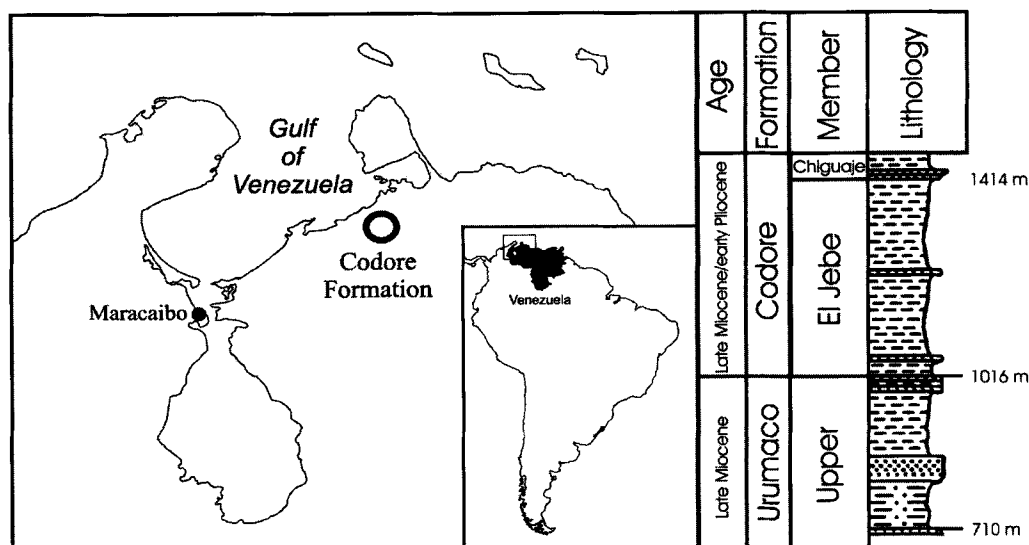 Gulf
of
Venezuela
Codore
Formation
Maracaibo
Venezuela
Age
Formation
Member
Lithology
Late Miocene/early Pliocene
Codore
Chiguaje
El Jebe
1414 m
1016 m
Late Miocene
Urumaco
Upper
710 m